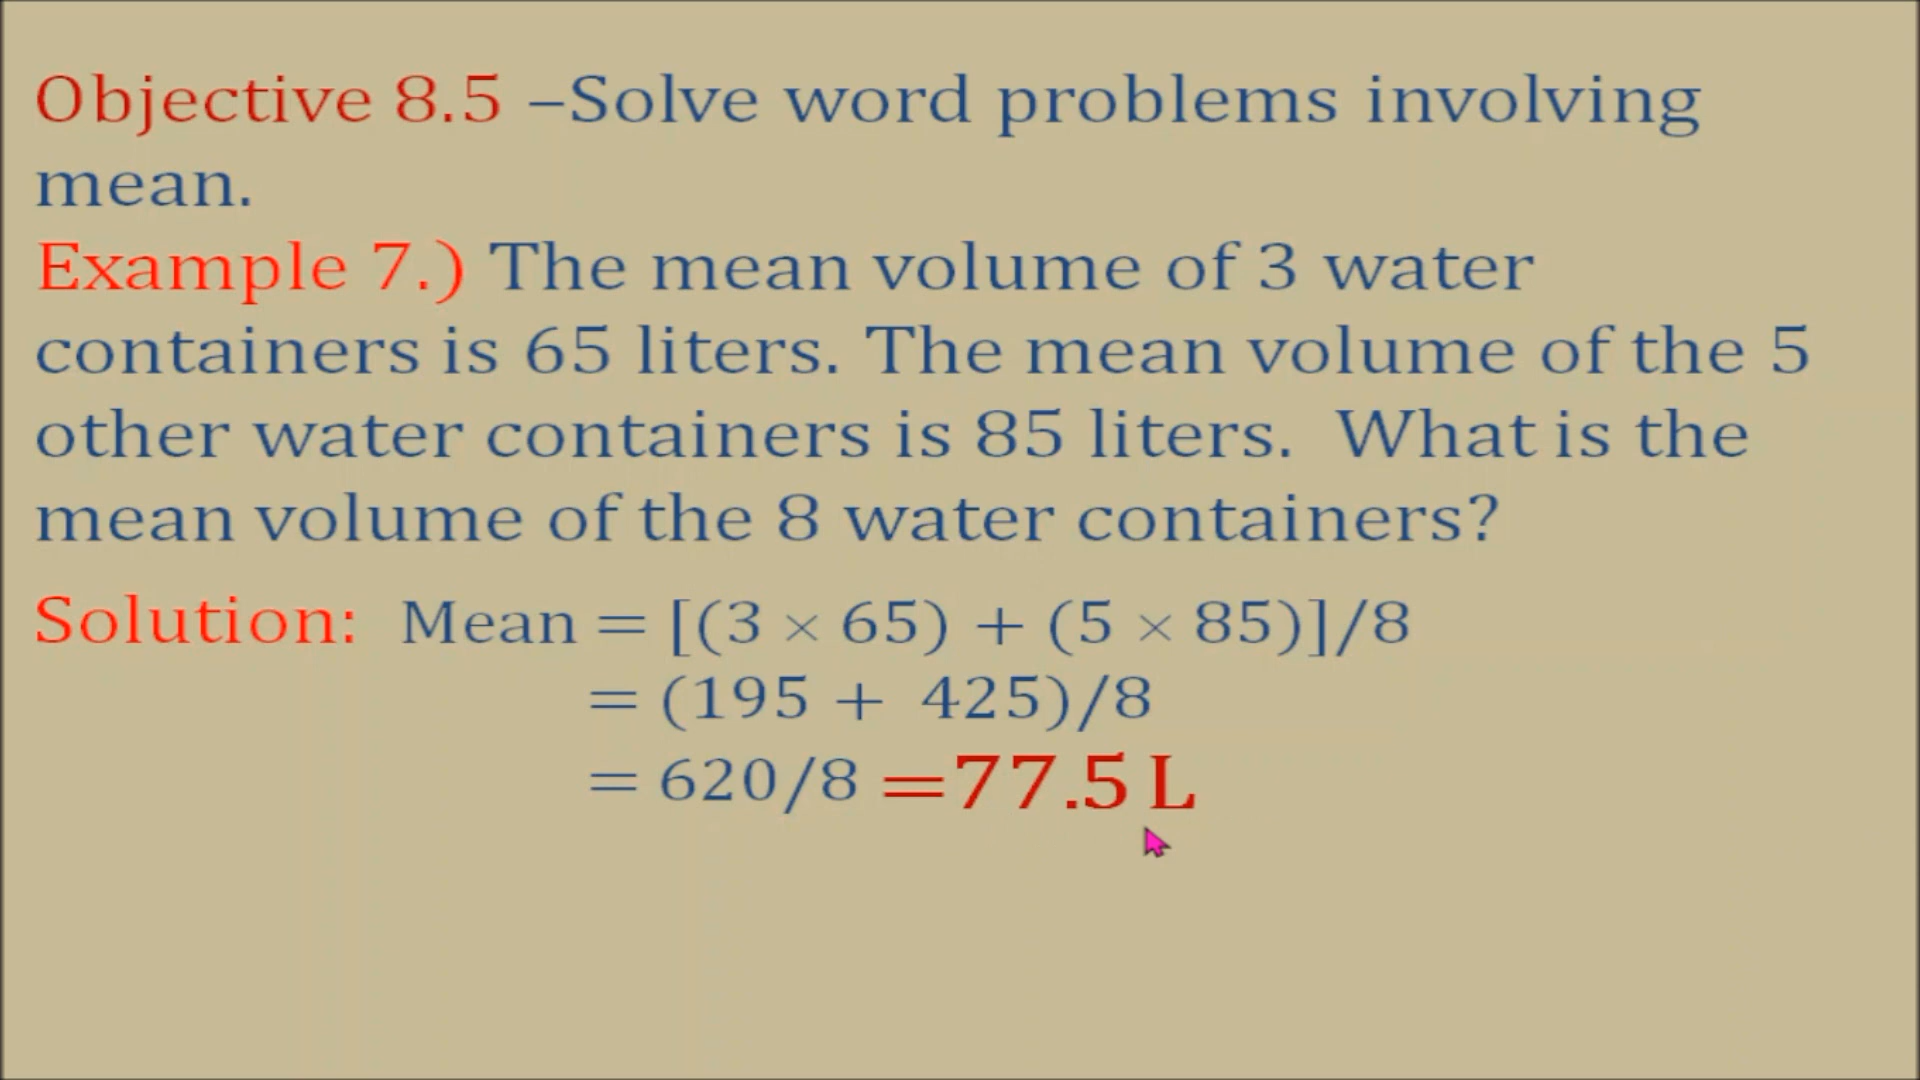 Objective 8.5 –Solve word problems involving
mean.
Example 7.) The mean volume of 3 water
containers is 65 liters. The mean volume of the 5
other water containers is 85 liters. What is the
mean volume of the 8 water containers?
Solution: Mean = [(3 × 65) + (5 × 85)]/8
= (195 + 425)/8
= 620/8 =77.5 L